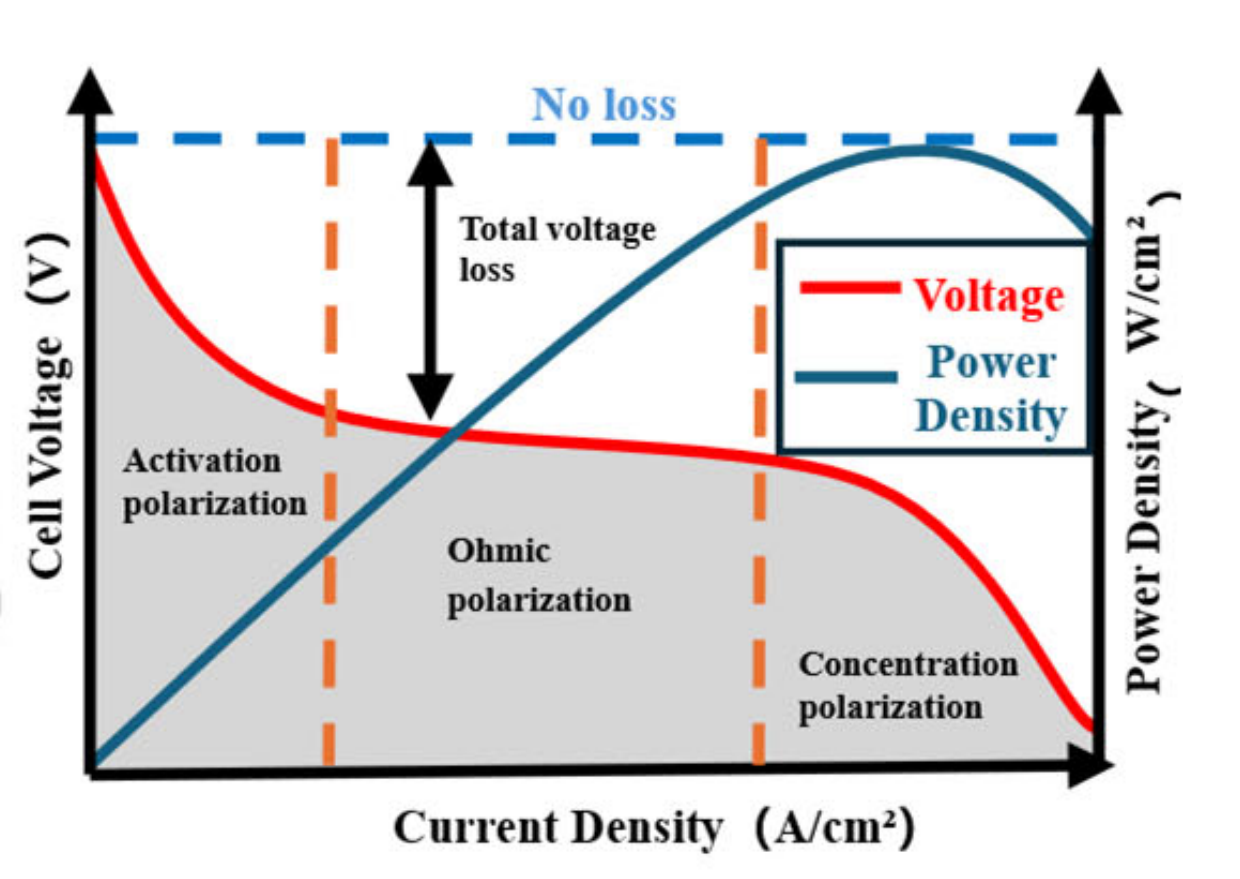 No loss
Total voltage
loss
Voltage
Power
Density
Activation
polarization
Ohmic
polarization
Concentration
polarization
Cell Voltage（V）
Power Density( W/cm²)
Current Density（A/cm²）